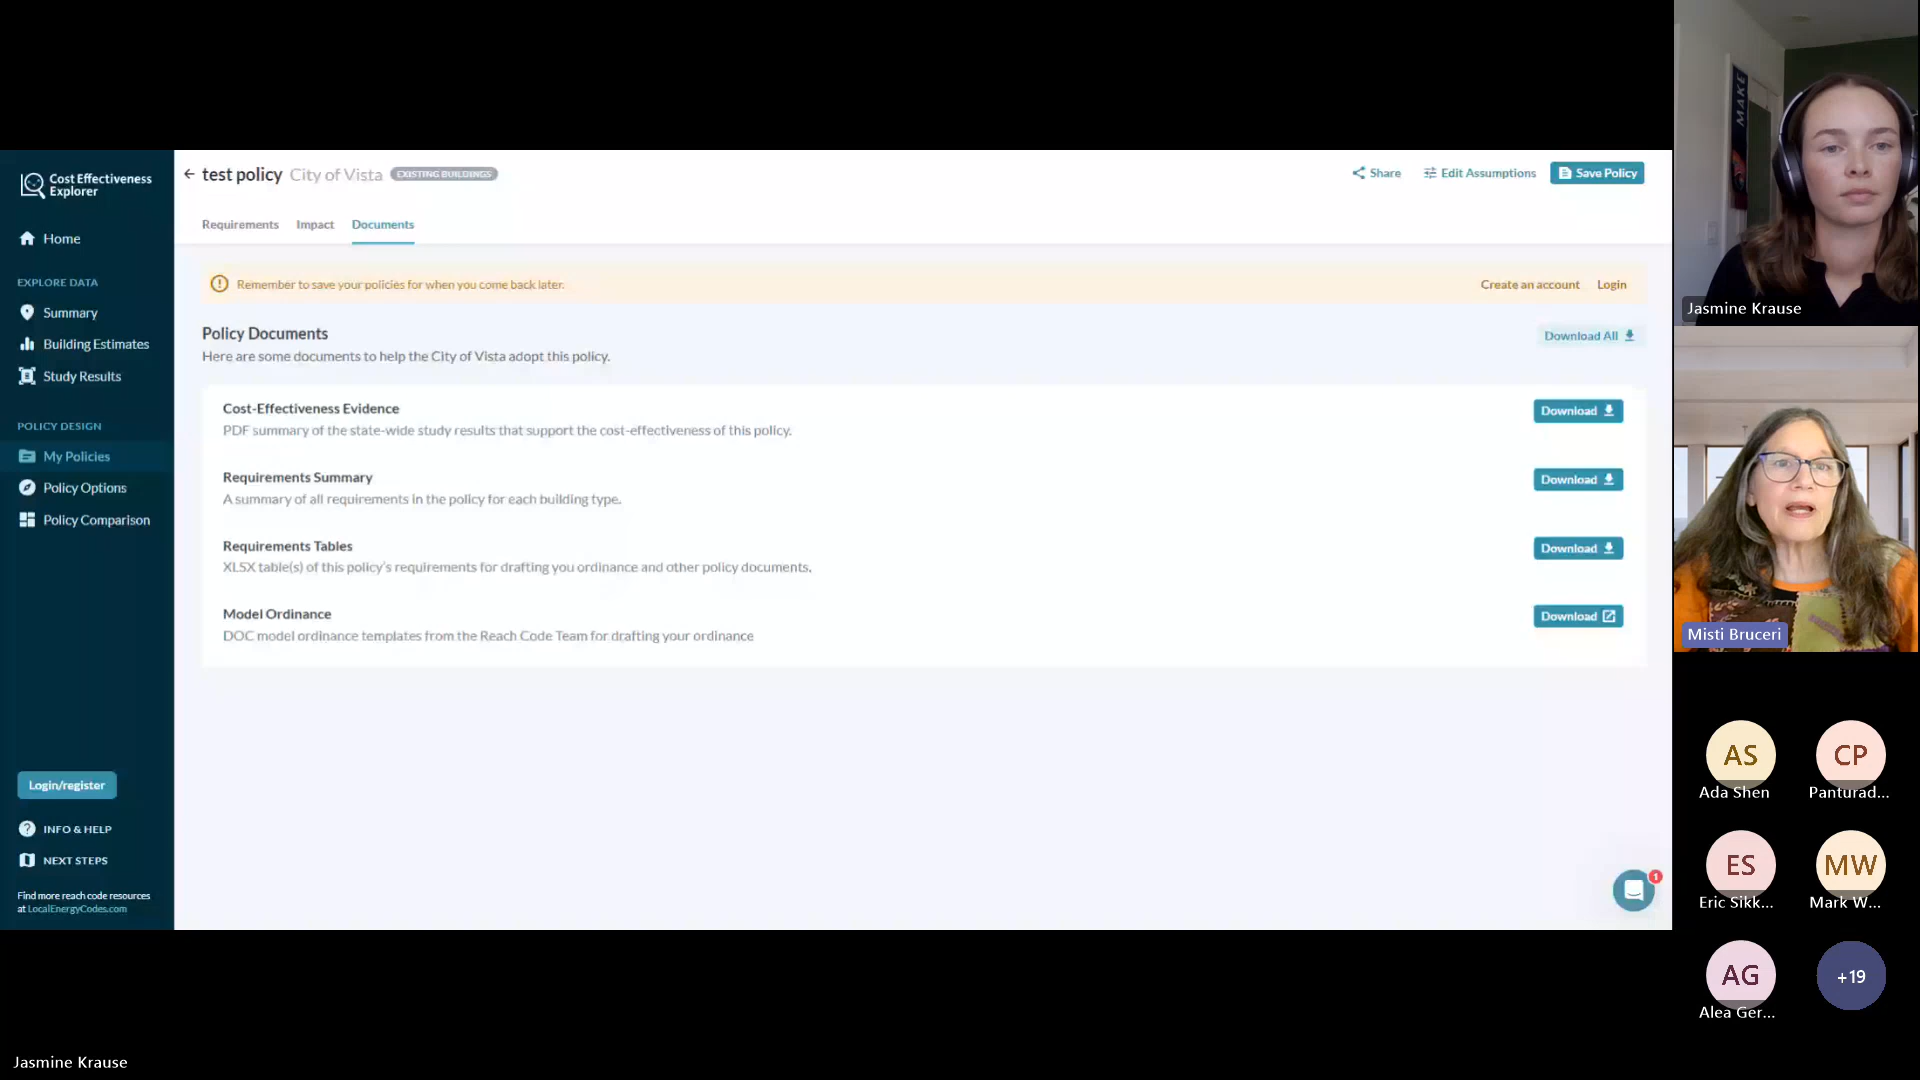 Cost Effectiveness
Explorer
Home
EXPLORE DATA
Summary
Building Estimates
Study Results
POLICY DESIGN
My Policies
Policy Options
Policy Comparison
Login/register
INFO & HELP
NEXT STEPS
Find more reach code resources
at LocalEnergyCodes.com
test policy City of Vista EXISTING BUILDINGS
Share Edit Assumptions Save Policy
Requirements Impact Documents
Remember to save your policies for when you come back later. Create an account Login
Policy Documents
Download All
Here are some documents to help the City of Vista adopt this policy.
Cost-Effectiveness Evidence
PDF summary of the state-wide study results that support the cost-effectiveness of this policy.
Download
Requirements Summary
A summary of all requirements in the policy for each building type.
Download
Requirements Tables
XLSX table(s) of this policy's requirements for drafting you ordinance and other policy documents.
Download
Model Ordinance
DOC model ordinance templates from the Reach Code Team for drafting your ordinance
Download
1
MAKE
Jasmine Krause
Misti Bruceri
AS
Ada Shen
CP
Panturad...
ES
Eric Sikk...
MW
Mark W...
AG
Alea Ger...
+19
Jasmine Krause